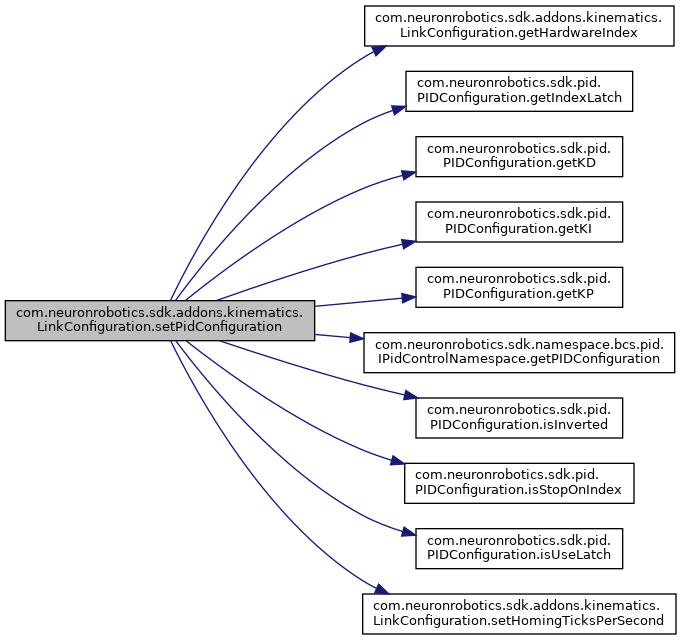 com.neuronrobotics.sdk.addons.kinematics.
LinkConfiguration.getHardwareIndex
com.neuronrobotics.sdk.pid.
PIDConfiguration.getIndexLatch
com.neuronrobotics.sdk.pid.
PIDConfiguration.getKD
com.neuronrobotics.sdk.pid.
PIDConfiguration.getKI
com.neuronrobotics.sdk.pid.
PIDConfiguration.getKP
com.neuronrobotics.sdk.addons.kinematics.
LinkConfiguration.setPidConfiguration
com.neuronrobotics.sdk.namespace.bcs.pid.
IPidControlNamespace.getPIDConfiguration
com.neuronrobotics.sdk.pid.
PIDConfiguration.isInverted
com.neuronrobotics.sdk.pid.
PIDConfiguration.isStopOnIndex
com.neuronrobotics.sdk.pid.
PIDConfiguration.isUseLatch
com.neuronrobotics.sdk.addons.kinematics.
LinkConfiguration.setHomingTicksPerSecond